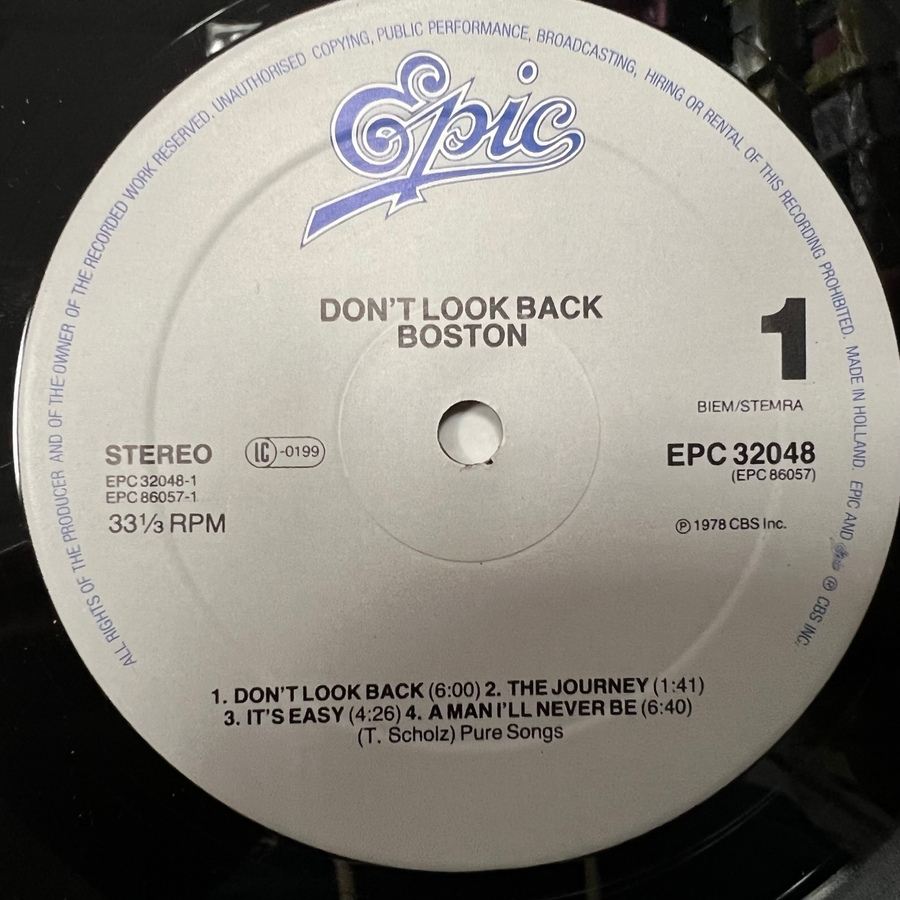 ALL RIGHTS OF THE PRODUCER AND OF THE OWNER OF THE RECORDED WORK RESERVED. UNAUTHORISED COPYING, PUBLIC PERFORMANCE, BROADCASTING, HIRING OR RENTAL OF THIS RECORDING PROHIBITED. MADE IN HOLLAND. EPIC AND Epic ® CBS INC.
Epic
DON'T LOOK BACK
BOSTON
1
BIEM/STEMRA
STEREO LC-0199 EPC 32048
EPC 32048-1 (EPC 86057)
EPC 86057-1
33⅓ RPM ℗ 1978 CBS Inc.
1. DON'T LOOK BACK (6:00) 2. THE JOURNEY (1:41)
3. IT'S EASY (4:26) 4. A MAN I'LL NEVER BE (6:40)
(T. Scholz) Pure Songs